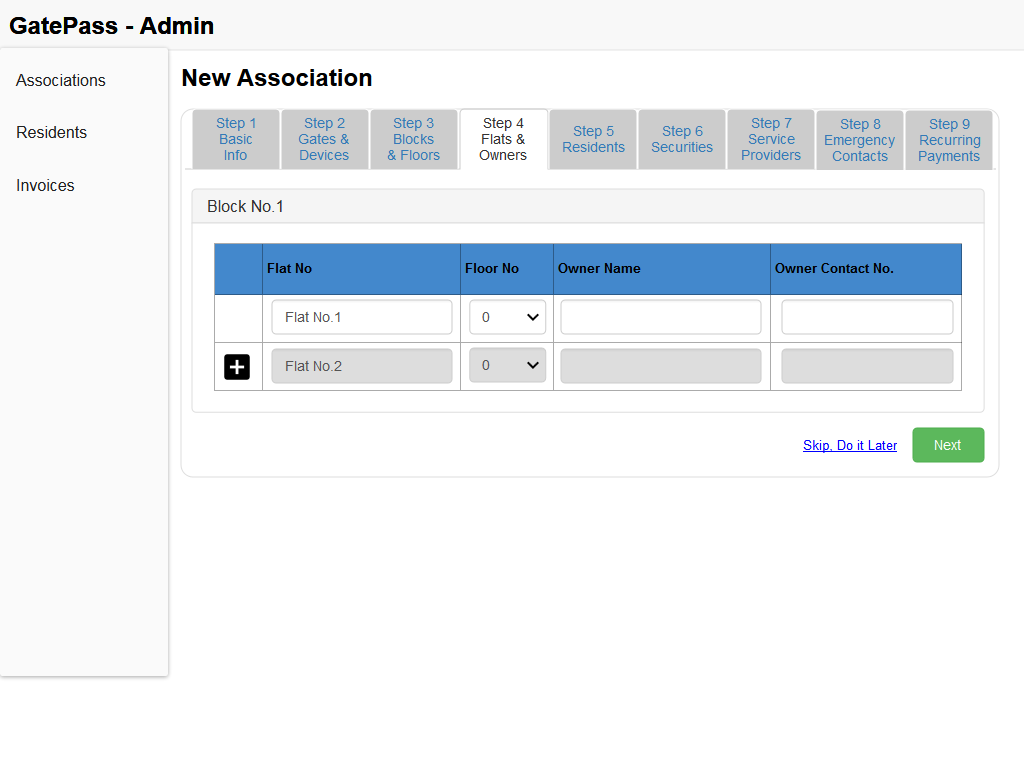 GatePass - Admin
Associations
Residents
Invoices
New Association
Step 1
Basic
Info
Step 2
Gates &
Devices
Step 3
Blocks
& Floors
Step 4
Flats &
Owners
Step 5
Residents
Step 6
Securities
Step 7
Service
Providers
Step 8
Emergency
Contacts
Step 9
Recurring
Payments
Block No.1
Flat No Floor No Owner Name Owner Contact No.
Flat No.1 0
Flat No.2 0
Skip, Do it Later Next